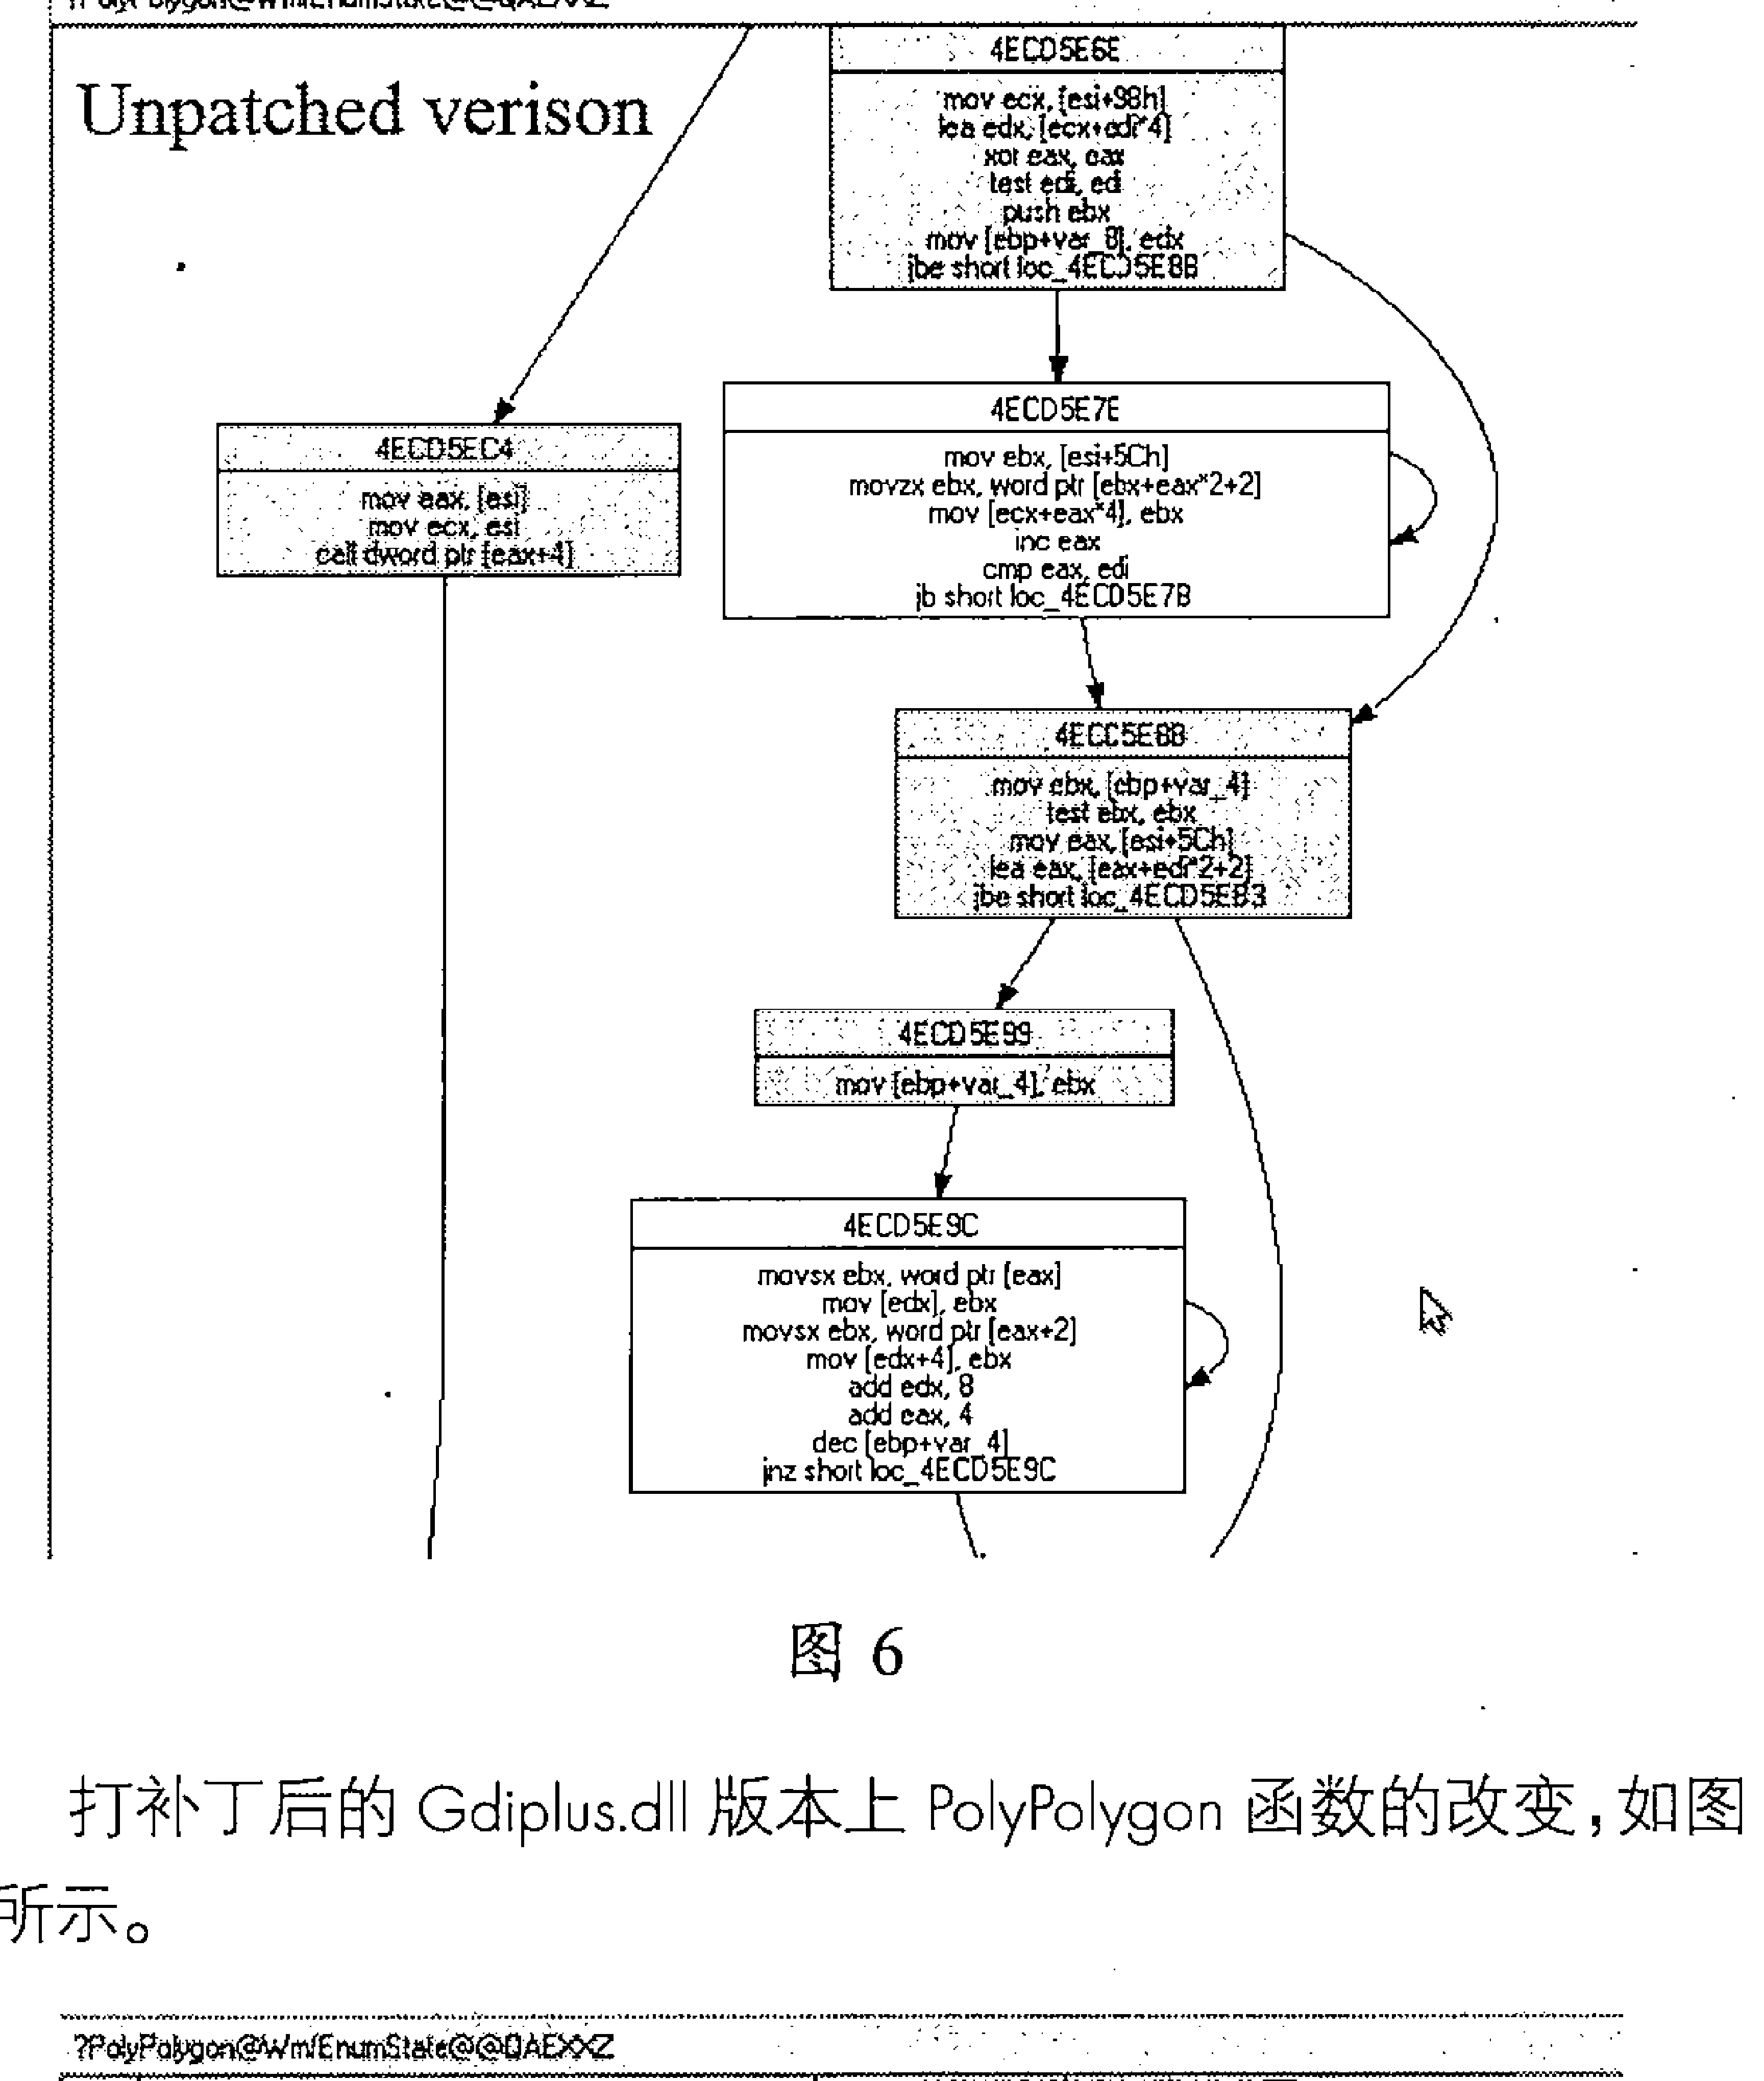 ?PolyPolygon@WmfEnumState@@QAEXXZ
Unpatched verison
4ECD5E6E
mov ecx, [esi+98h]
lea edx, [ecx+edi*4]
xor eax, eax
test edi, edi
push ebx
mov [ebp+var_8], edx
jbe short loc_4ECD5E8B
4ECD5E7E
mov ebx, [esi+5Ch]
movzx ebx, word ptr [ebx+eax*2+2]
mov [ecx+eax*4], ebx
inc eax
cmp eax, edi
jb short loc_4ECD5E7B
4ECD5EC4
mov eax, [esi]
mov ecx, esi
call dword ptr [eax+4]
4ECC5E8B
mov ebx, [ebp+var_4]
test ebx, ebx
mov eax, [esi+5Ch]
lea eax, [eax+edi*2+2]
jbe short loc_4ECD5EB3
4ECD5E99
mov [ebp+var_4], ebx
4ECD5E9C
movsx ebx, word ptr [eax]
mov [edx], ebx
movsx ebx, word ptr [eax+2]
mov [edx+4], ebx
add edx, 8
add eax, 4
dec [ebp+var_4]
jnz short loc_4ECD5E9C
图 6
打补丁后的 Gdiplus.dll 版本上 PolyPolygon 函数的改变，如图
所示。
?PolyPolygon@WmfEnumState@@QAEXXZ